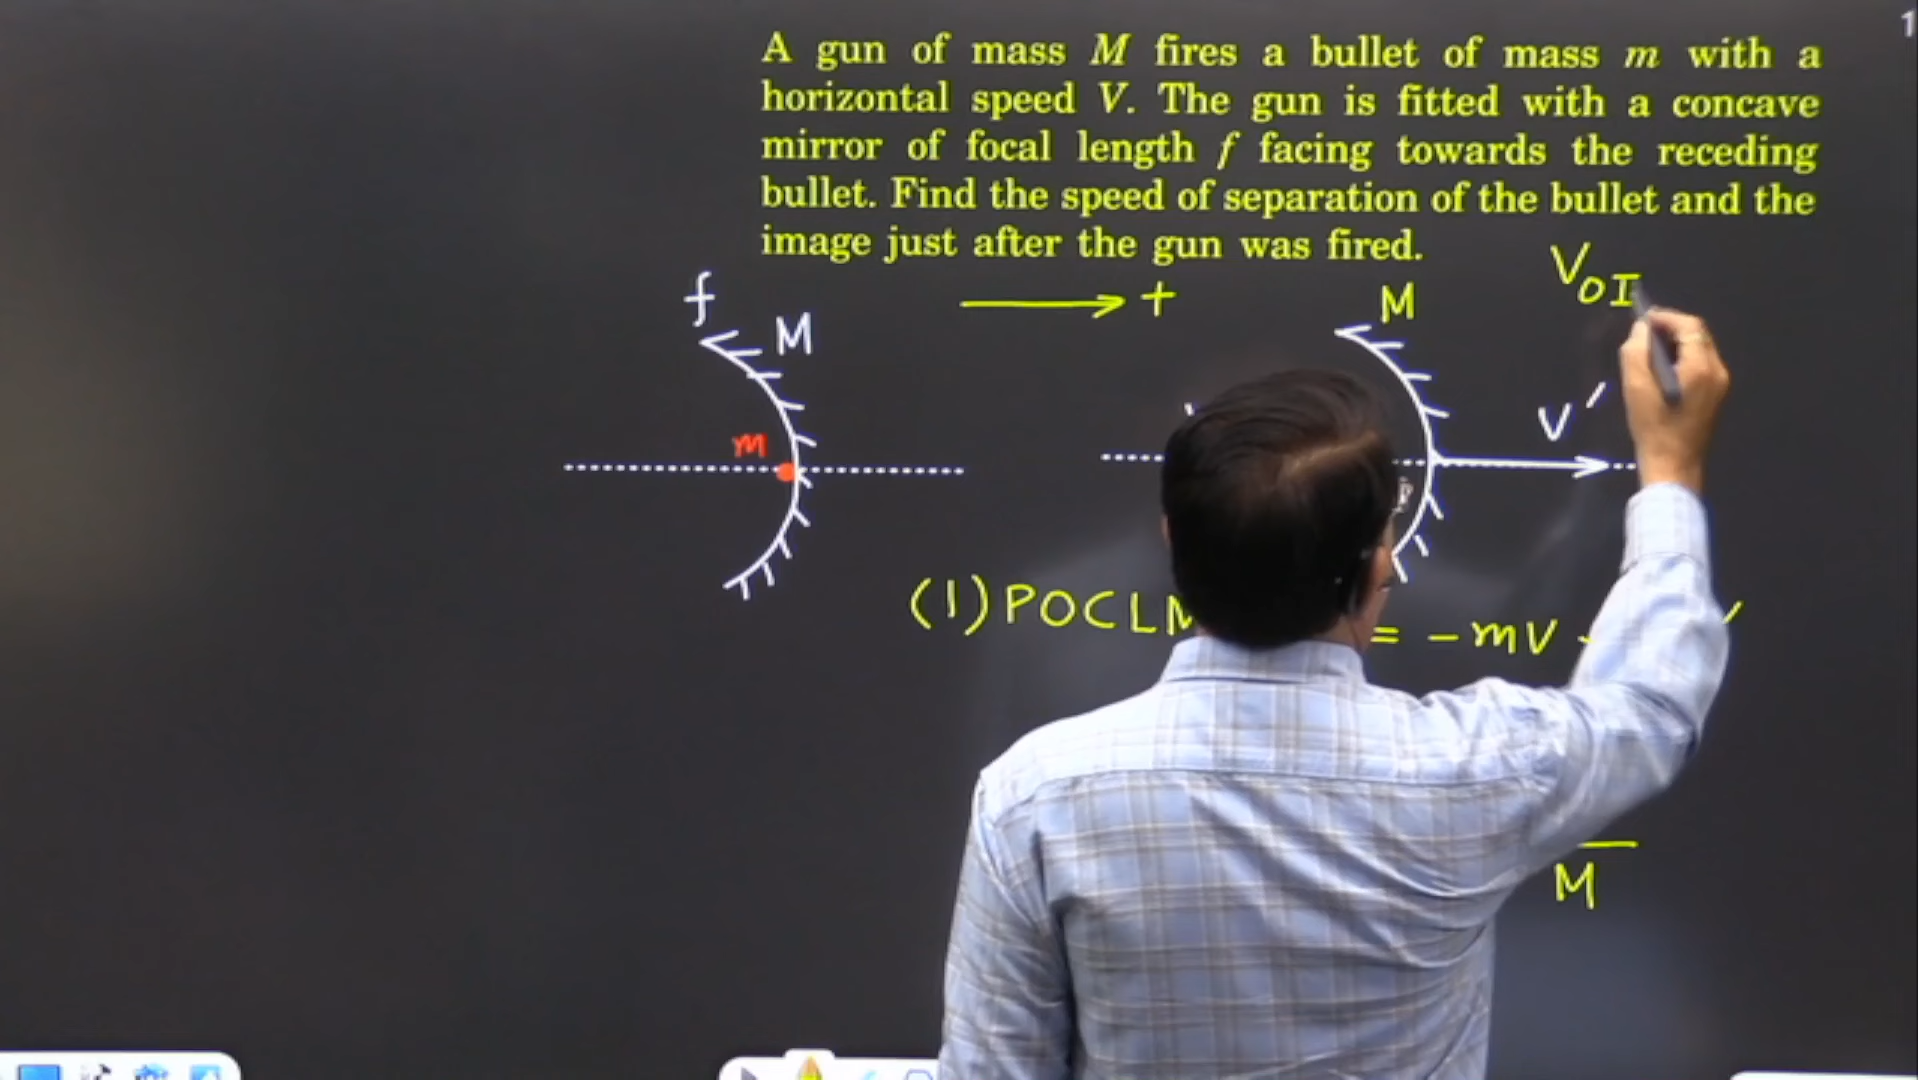 1
A gun of mass M fires a bullet of mass m with a
horizontal speed V. The gun is fitted with a concave
mirror of focal length f facing towards the receding
bullet. Find the speed of separation of the bullet and the
image just after the gun was fired.
V_OI
f
M
+
M
m
V′
(1) POCLM
= -mV
M